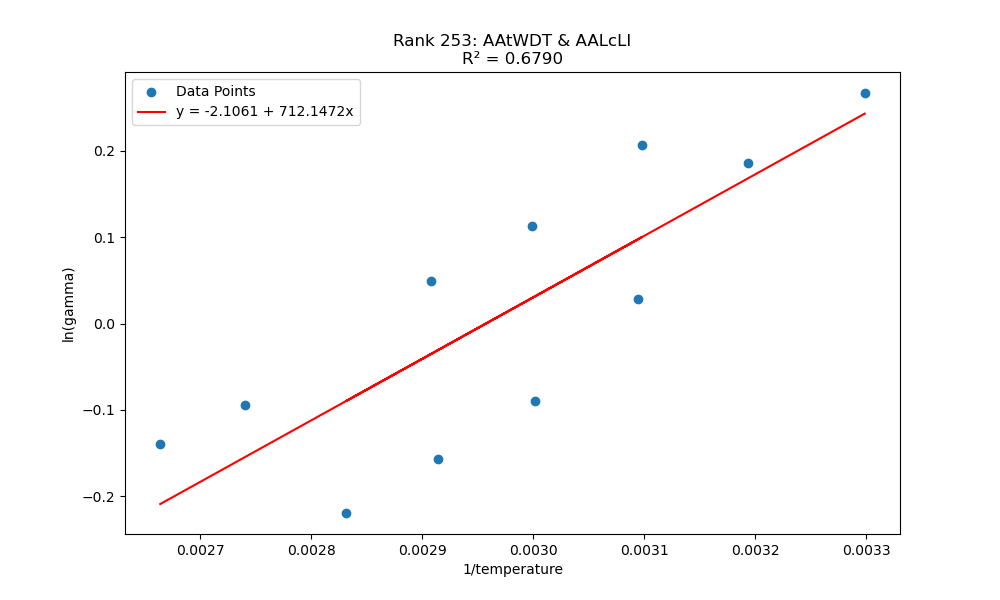 Rank 253: AAtWDT & AALcLI
R² = 0.6790
Data Points
y = -2.1061 + 712.1472x
ln(gamma)
0.2
0.1
0.0
−0.1
−0.2
0.0027 0.0028 0.0029 0.0030 0.0031 0.0032 0.0033
1/temperature